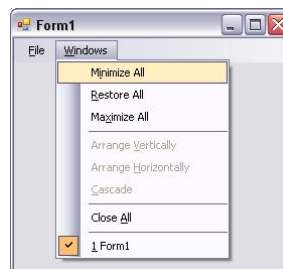 Form1
File Windows
Minimize All
Restore All
Maximize All
Arrange Vertically
Arrange Horizontally
Cascade
Close All
1 Form1